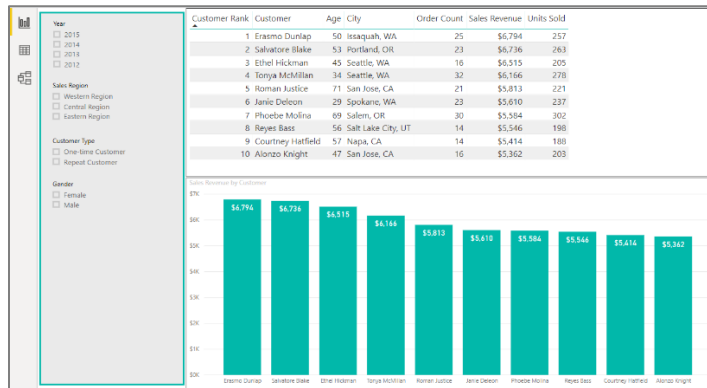 Year
2015
2014
2013
2012
Sales Region
Western Region
Central Region
Eastern Region
Customer Type
One-time Customer
Repeat Customer
Gender
Female
Male
Customer Rank Customer Age City Order Count Sales Revenue Units Sold
1 Erasmo Dunlap 50 Issaquah, WA 25 $6,794 257
2 Salvatore Blake 53 Portland, OR 23 $6,736 263
3 Ethel Hickman 45 Seattle, WA 16 $6,515 205
4 Tonya McMillan 34 Seattle, WA 32 $6,166 278
5 Roman Justice 71 San Jose, CA 21 $5,813 221
6 Janie Deleon 29 Spokane, WA 23 $5,610 237
7 Phoebe Molina 69 Salem, OR 30 $5,584 302
8 Reyes Bass 56 Salt Lake City, UT 14 $5,546 198
9 Courtney Hatfield 57 Napa, CA 14 $5,414 188
10 Alonzo Knight 47 San Jose, CA 16 $5,362 203
Sales Revenue by Customer
$7K
$6K
$5K
$4K
$3K
$2K
$1K
$0K
$6,794 $6,736 $6,515 $6,166 $5,813 $5,610 $5,584 $5,546 $5,414 $5,362
Erasmo Dunlap Salvatore Blake Ethel Hickman Tonya McMillan Roman Justice Janie Deleon Phoebe Molina Reyes Bass Courtney Hatfield Alonzo Knight